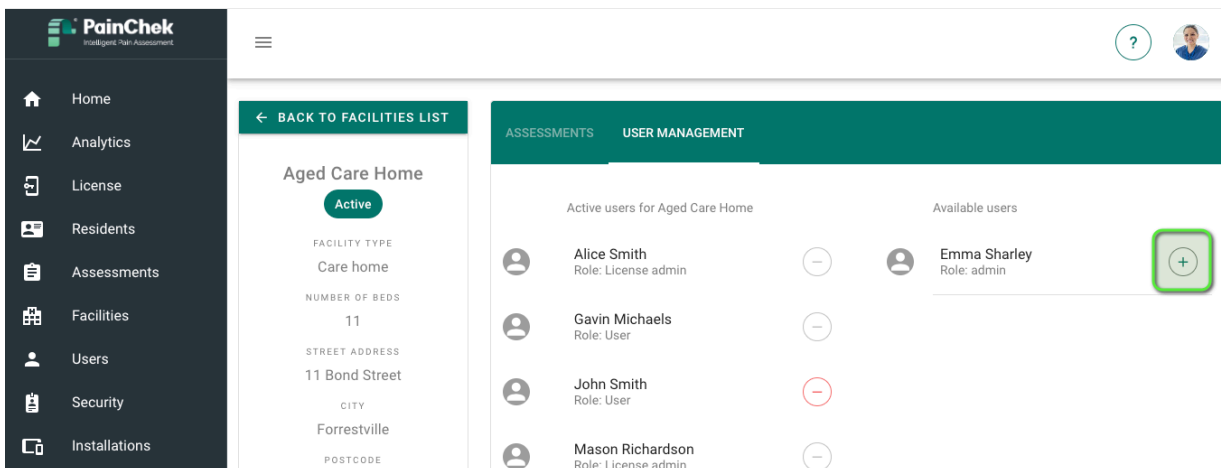 PainChek
Intelligent Pain Assessment
?
Home
Analytics
License
Residents
Assessments
Facilities
Users
Security
Installations
← BACK TO FACILITIES LIST
Aged Care Home
Active
FACILITY TYPE
Care home
NUMBER OF BEDS
11
STREET ADDRESS
11 Bond Street
CITY
Forrestville
POSTCODE
ASSESSMENTS USER MANAGEMENT
Active users for Aged Care Home
Alice Smith
Role: License admin
Gavin Michaels
Role: User
John Smith
Role: User
Mason Richardson
Role: License admin
Available users
Emma Sharley
Role: admin